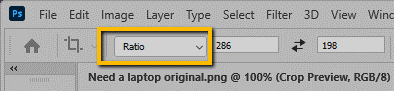 Ps File Edit Image Layer Type Select Filter 3D View
Ratio 286 198
Need a laptop original.png @ 100% (Crop Preview, RGB/8)